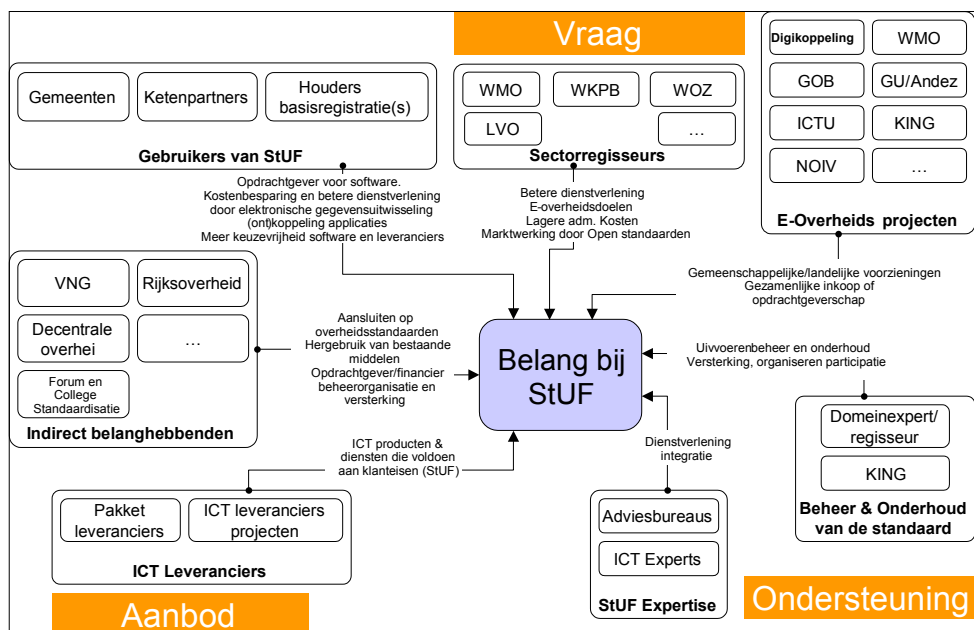 Vraag
Gemeenten
Ketenpartners
Houders
basisregistratie(s)
Gebruikers van StUF
WMO
WKPB
WOZ
LVO
...
Sectorregisseurs
Digikoppeling
WMO
GOB
GU/Andez
ICTU
KING
NOIV
...
E-Overheids projecten
Opdrachtgever voor software.
Kostenbesparing en betere dienstverlening
door elektronische gegevensuitwisseling
(ont)koppeling applicaties
Meer keuzevrijheid software en leveranciers
Betere dienstverlening
E-overheidsdoelen
Lagere adm. Kosten
Marktwerking door Open standaarden
Gemeenschappelijke/landelijke voorzieningen
Gezamenlijke inkoop of
opdrachtgeverschap
VNG
Rijksoverheid
Decentrale
overhei
...
Forum en
College
Standaardisatie
Indirect belanghebbenden
Aansluiten op
overheidsstandaarden
Hergebruik van bestaande
middelen
Opdrachtgever/financier
beheerorganisatie en
versterking
Belang bij
StUF
Uivvoerenbeheer en onderhoud
Versterking, organiseren participatie
Domeinexpert/
regisseur
KING
Beheer & Onderhoud
van de standaard
ICT producten &
diensten die voldoen
aan klanteisen (StUF)
Dienstverlening
integratie
Pakket
leveranciers
ICT leveranciers
projecten
ICT Leveranciers
Adviesbureaus
ICT Experts
StUF Expertise
Aanbod
Ondersteuning